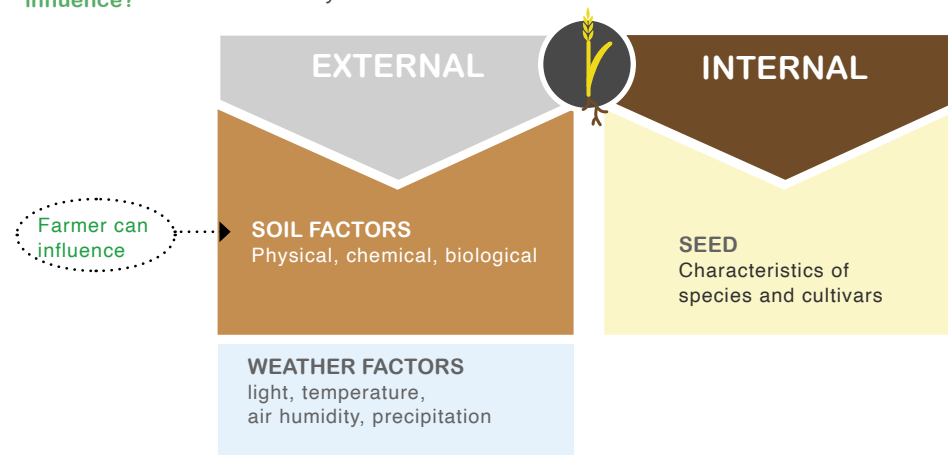 influence?
EXTERNAL
INTERNAL
Farmer can
influence
SOIL FACTORS
Physical, chemical, biological
SEED
Characteristics of
species and cultivars
WEATHER FACTORS
light, temperature,
air humidity, precipitation